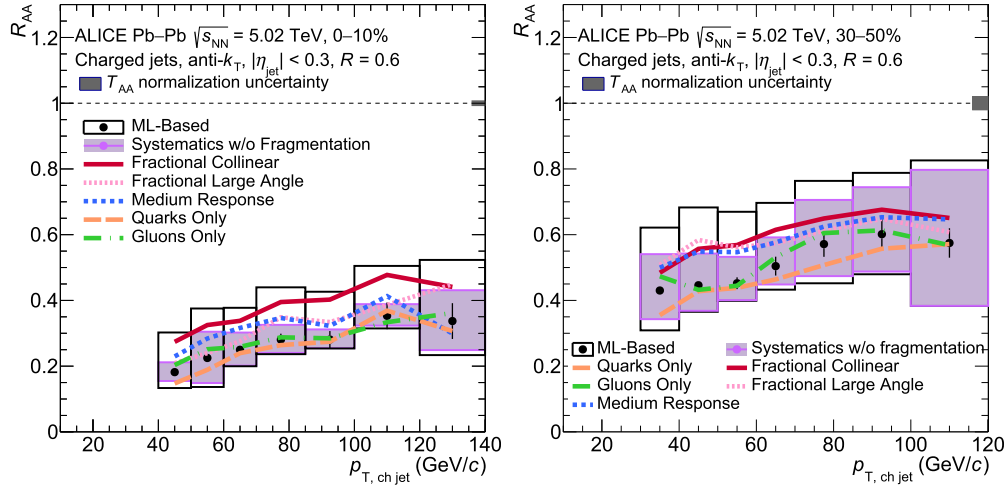 R_AA
ALICE Pb–Pb √s_NN = 5.02 TeV, 0–10%
Charged jets, anti-k_T, |η_jet| < 0.3, R = 0.6
T_AA normalization uncertainty
ML-Based
Systematics w/o Fragmentation
Fractional Collinear
Fractional Large Angle
Medium Response
Quarks Only
Gluons Only
1.2
1
0.8
0.6
0.4
0.2
0
20 40 60 80 100 120 140
p_T, ch jet (GeV/c)
R_AA
ALICE Pb–Pb √s_NN = 5.02 TeV, 30–50%
Charged jets, anti-k_T, |η_jet| < 0.3, R = 0.6
T_AA normalization uncertainty
1.2
1
0.8
0.6
0.4
0.2
0
ML-Based Systematics w/o fragmentation
Quarks Only Fractional Collinear
Gluons Only Fractional Large Angle
Medium Response
20 40 60 80 100 120
p_T, ch jet (GeV/c)